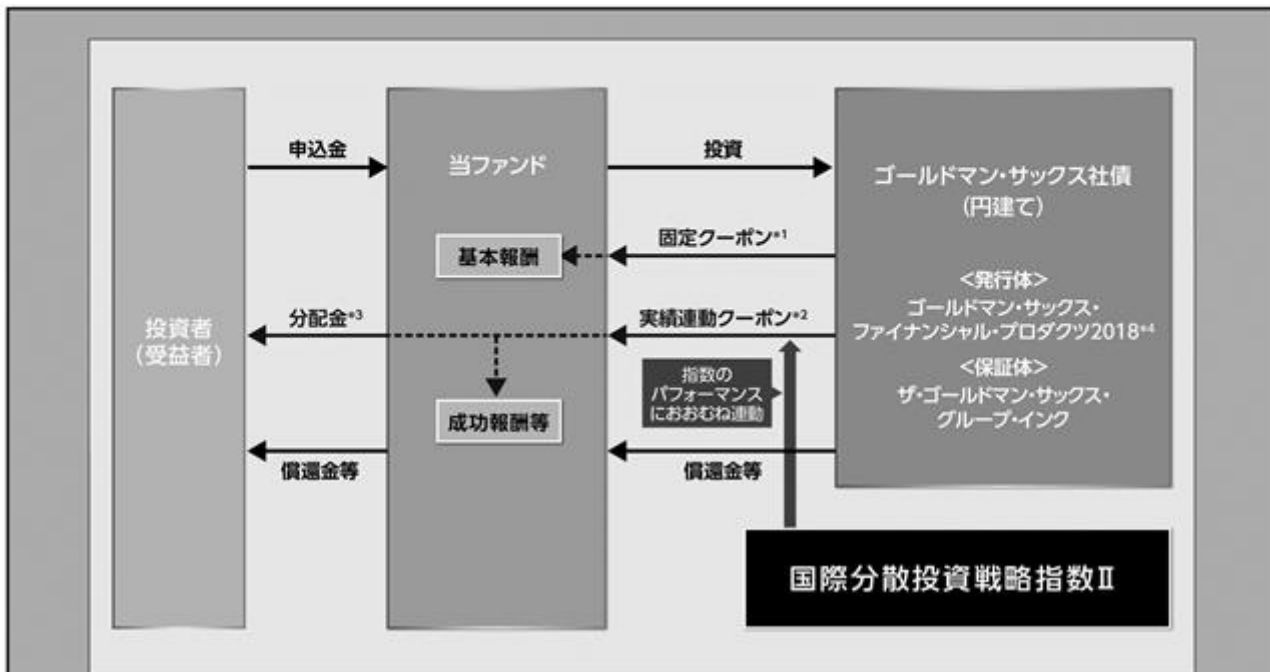 申込金
当ファンド
投資
ゴールドマン・サックス社債
(円建て)
固定クーポン*1
基本報酬
<発行体>
ゴールドマン・サックス・
ファイナンシャル・プロダクツ2018*4
投資者
(受益者)
分配金*3
実績連動クーポン*2
<保証体>
ザ・ゴールドマン・サックス・
グループ・インク
指数の
パフォーマンス
におおむね連動
成功報酬等
償還金等
償還金等
国際分散投資戦略指数Ⅱ